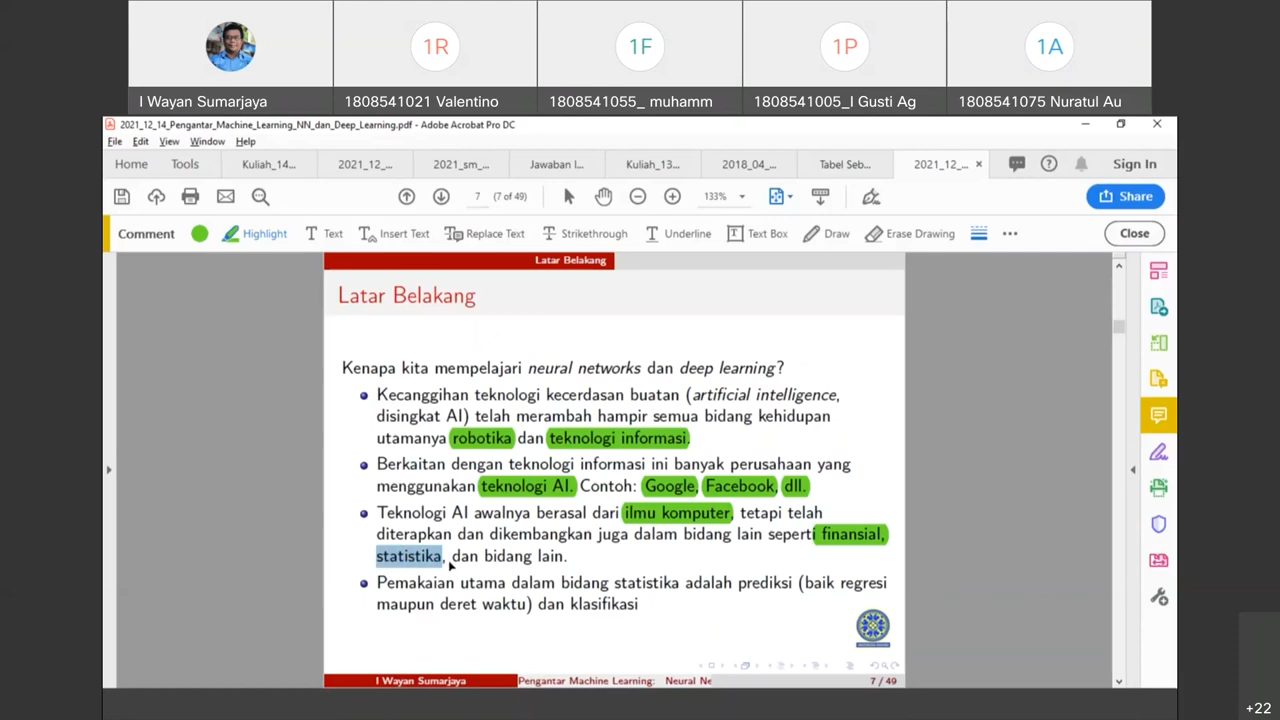 1R
1F
1P
1A
I Wayan Sumarjaya
1808541021 Valentino
1808541055_ muhamm
1808541005_I Gusti Ag
1808541075 Nuratul Au
2021_12_14_Pengantar_Machine_Learning_NN_dan_Deep_Learning.pdf - Adobe Acrobat Pro DC
File Edit View Window Help
Home Tools Kuliah_14... 2021_12_... 2021_sm_... Jawaban I... Kuliah_13... 2018_04_... Tabel Seb... 2021_12_... × Sign In
7 (7 of 49) 133% Share
Comment Highlight Text Insert Text Replace Text Strikethrough Underline Text Box Draw Erase Drawing Close
Latar Belakang
Latar Belakang
Kenapa kita mempelajari neural networks dan deep learning?
Kecanggihan teknologi kecerdasan buatan (artificial intelligence,
disingkat AI) telah merambah hampir semua bidang kehidupan
utamanya robotika dan teknologi informasi.
Berkaitan dengan teknologi informasi ini banyak perusahaan yang
menggunakan teknologi AI. Contoh: Google, Facebook, dll.
Teknologi AI awalnya berasal dari ilmu komputer, tetapi telah
diterapkan dan dikembangkan juga dalam bidang lain seperti finansial,
statistika, dan bidang lain.
Pemakaian utama dalam bidang statistika adalah prediksi (baik regresi
maupun deret waktu) dan klasifikasi
I Wayan Sumarjaya Pengantar Machine Learning: Neural Ne 7 / 49
+22